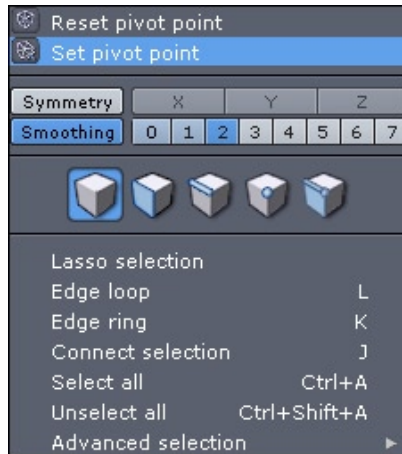 Reset pivot point
Set pivot point
Symmetry X Y Z
Smoothing 0 1 2 3 4 5 6 7
Lasso selection
Edge loop L
Edge ring K
Connect selection J
Select all Ctrl+A
Unselect all Ctrl+Shift+A
Advanced selection